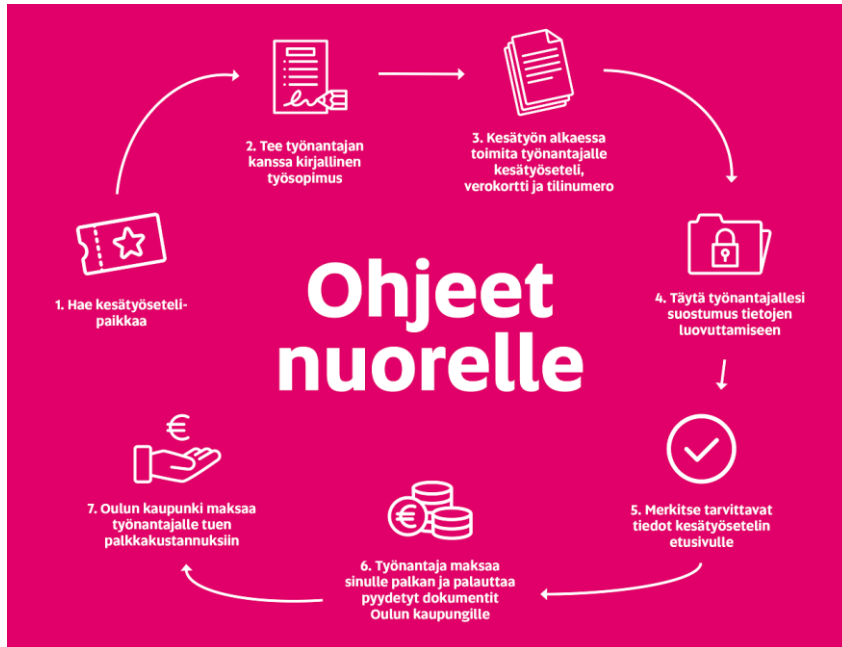 Ohjeet
nuorelle
1. Hae kesätyöseteli-
paikkaa
2. Tee työnantajan
kanssa kirjallinen
työsopimus
3. Kesätyön alkaessa
toimita työnantajalle
kesätyöseteli,
verokortti ja tilinumero
4. Täytä työnantajallesi
suostumus tietojen
luovuttamiseen
5. Merkitse tarvittavat
tiedot kesätyösetelin
etusivulle
6. Työnantaja maksaa
sinulle palkan ja palauttaa
pyydetyt dokumentit
Oulun kaupungille
7. Oulun kaupunki maksaa
työnantajalle tuen
palkkakustannuksiin